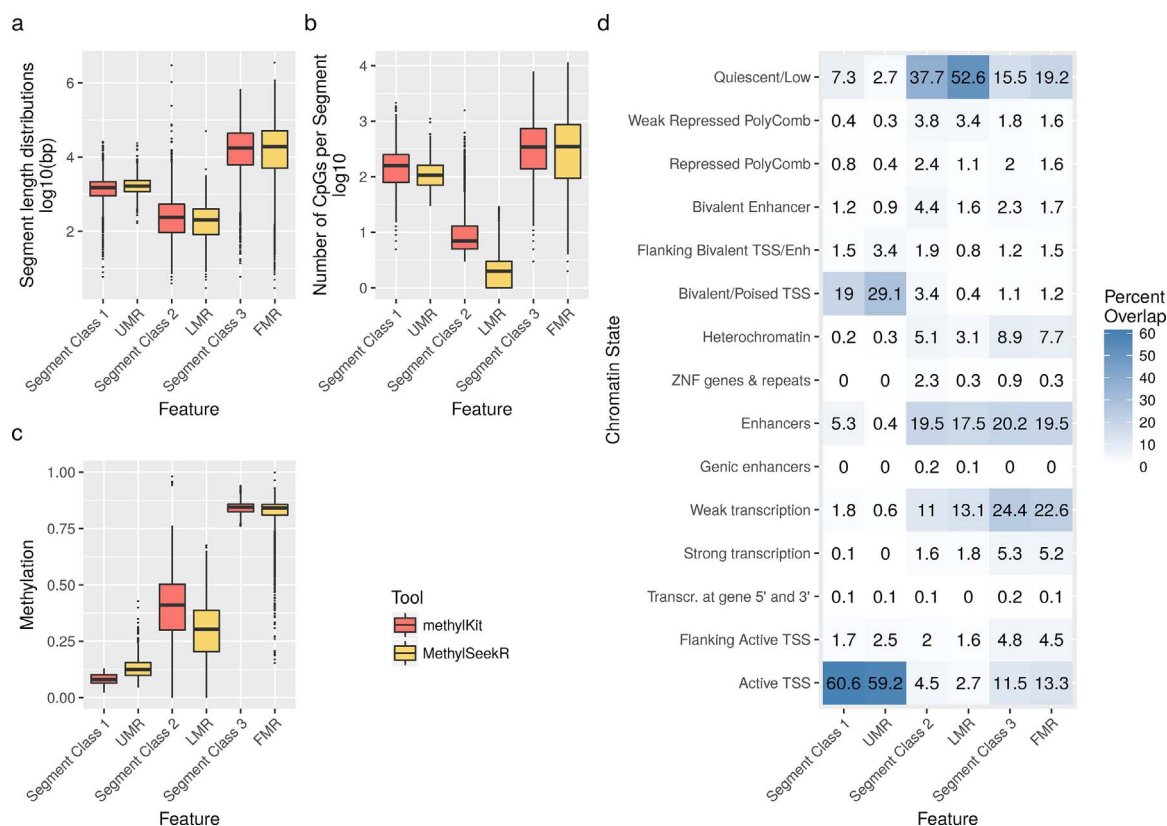 a
Segment length distributions
log10(bp)
6
4
2
Segment Class 1
UMR
Segment Class 2
LMR
Segment Class 3
FMR
Feature
b
Number of CpGs per Segment
log10
4
3
2
1
0
Segment Class 1
UMR
Segment Class 2
LMR
Segment Class 3
FMR
Feature
c
Methylation
1.00
0.75
0.50
0.25
0.00
Segment Class 1
UMR
Segment Class 2
LMR
Segment Class 3
FMR
Feature
Tool
methylKit
MethylSeekR
d
Chromatin State
Quiescent/Low 7.3 2.7 37.7 52.6 15.5 19.2
Weak Repressed PolyComb 0.4 0.3 3.8 3.4 1.8 1.6
Repressed PolyComb 0.8 0.4 2.4 1.1 2 1.6
Bivalent Enhancer 1.2 0.9 4.4 1.6 2.3 1.7
Flanking Bivalent TSS/Enh 1.5 3.4 1.9 0.8 1.2 1.5
Bivalent/Poised TSS 19 29.1 3.4 0.4 1.1 1.2
Heterochromatin 0.2 0.3 5.1 3.1 8.9 7.7
ZNF genes & repeats 0 0 2.3 0.3 0.9 0.3
Enhancers 5.3 0.4 19.5 17.5 20.2 19.5
Genic enhancers 0 0 0.2 0.1 0 0
Weak transcription 1.8 0.6 11 13.1 24.4 22.6
Strong transcription 0.1 0 1.6 1.8 5.3 5.2
Transcr. at gene 5' and 3' 0.1 0.1 0.1 0 0.2 0.1
Flanking Active TSS 1.7 2.5 2 1.6 4.8 4.5
Active TSS 60.6 59.2 4.5 2.7 11.5 13.3
Segment Class 1
UMR
Segment Class 2
LMR
Segment Class 3
FMR
Feature
Percent
Overlap
60
50
40
30
20
10
0